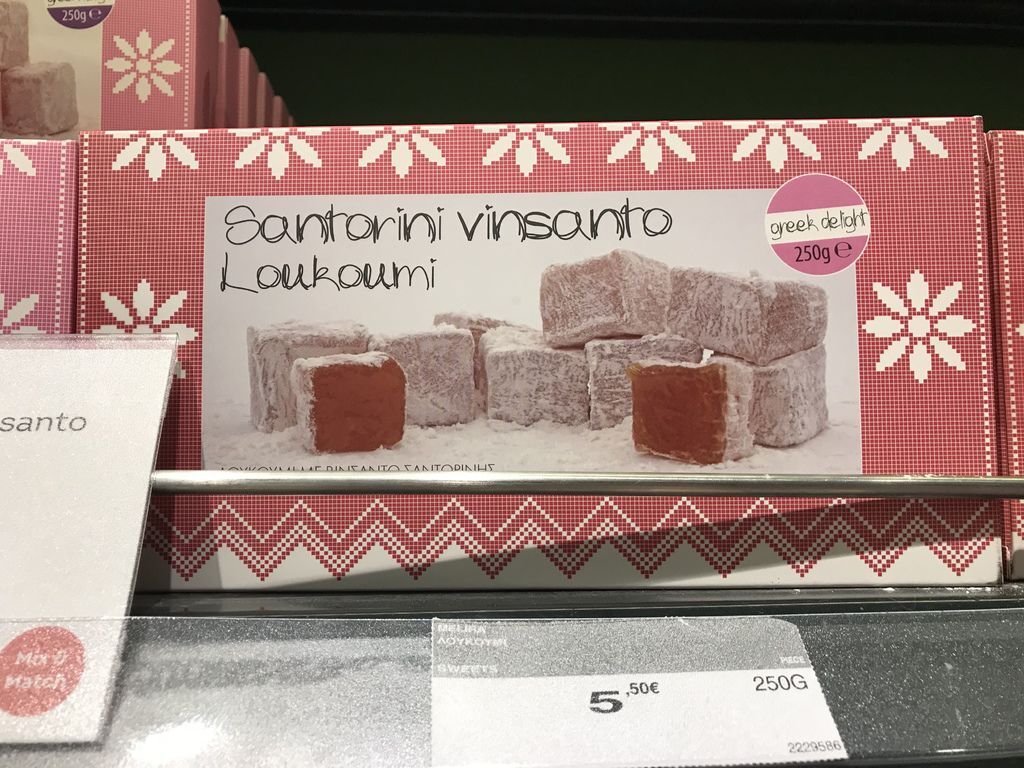 250g e
Santorini vinsanto
Loukoumi
greek delight
250g e
ΛΟΥΚΟΥΜΙ ΜΕ ΒΙΝΣΑΝΤΟ ΣΑΝΤΟΡΙΝΗΣ
santo
Mix &
Match
ΛΟΥΚΟΥΜΙ
SWEETS
PIECE
5,50€
250G
2229586